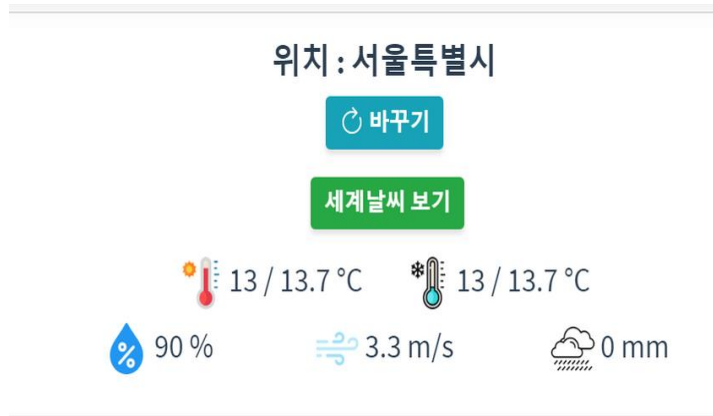 위치 : 서울특별시
바꾸기
세계날씨 보기
13 / 13.7 °C 13 / 13.7 °C
90 % 3.3 m/s 0 mm